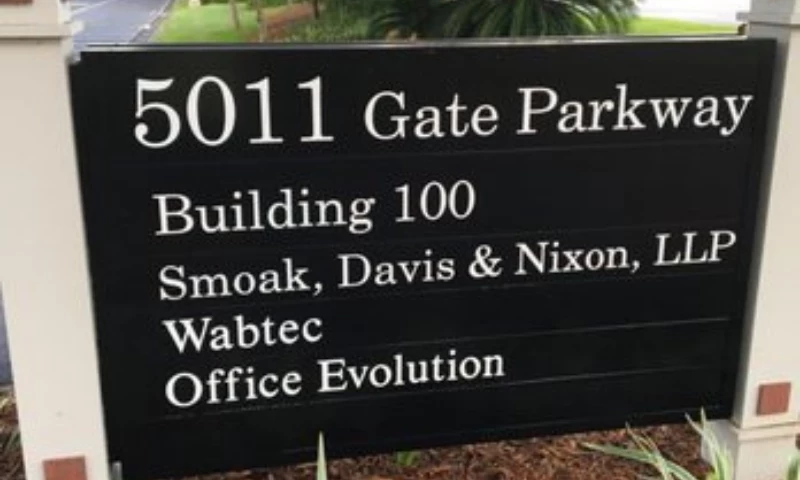 5011 Gate Parkway
Building 100
Smoak, Davis & Nixon, LLP
Wabtec
Office Evolution